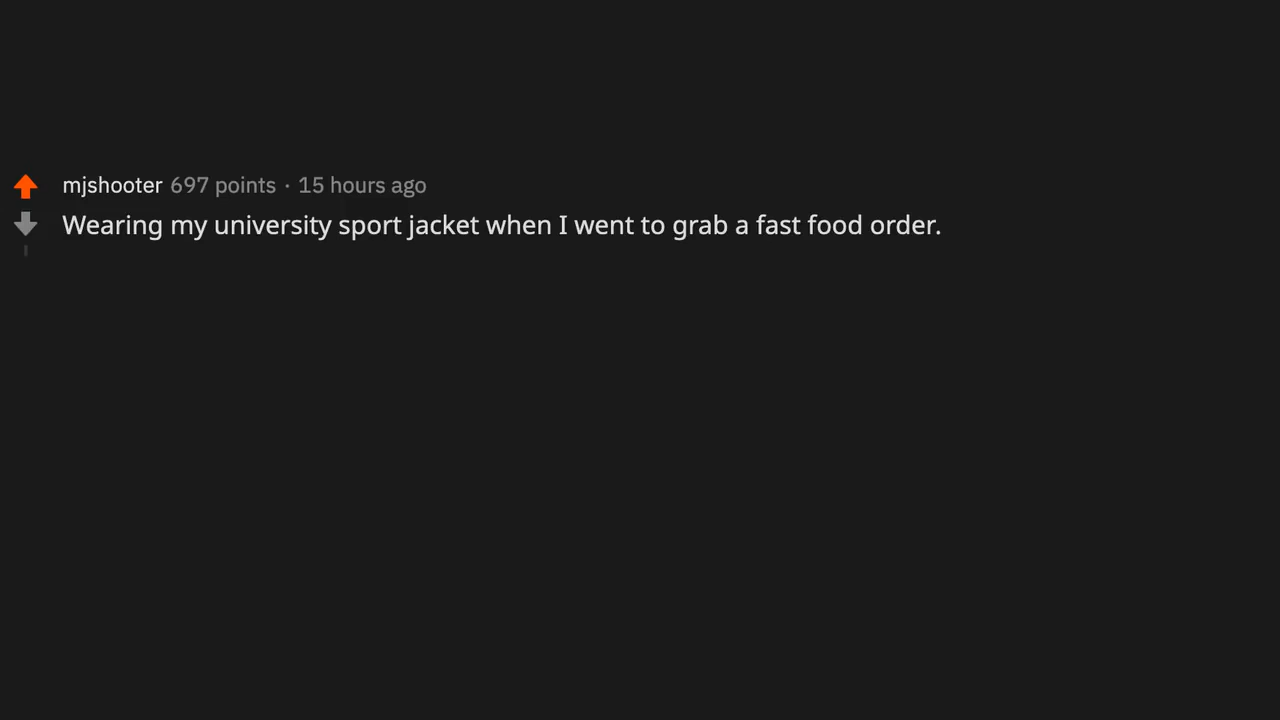 mjshooter 697 points · 15 hours ago
Wearing my university sport jacket when I went to grab a fast food order.